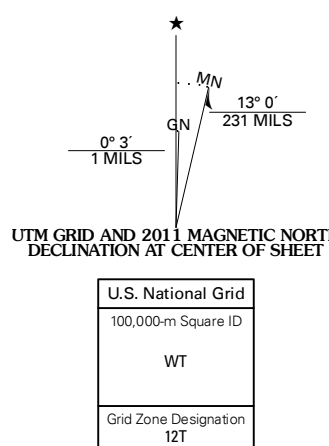 ★
MN
GN
13° 0´
231 MILS
0° 3´
1 MILS
UTM GRID AND 2011 MAGNETIC NORT
DECLINATION AT CENTER OF SHEET
U.S. National Grid
100,000-m Square ID
WT
Grid Zone Designation
12T